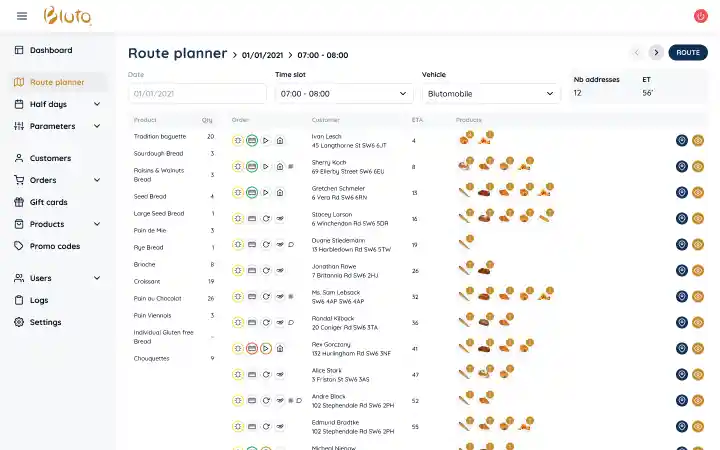 Bluto
Dashboard
Route planner
Half days
Parameters
Customers
Orders
Gift cards
Products
Promo codes
Users
Logs
Settings
Route planner > 01/01/2021 > 07:00 - 08:00
ROUTE
Date
01/01/2021
Time slot
07:00 - 08:00
Vehicle
Blutomobile
Nb addresses ET
12 56'
Product Qty
Tradition baguette 20
Sourdough Bread 3
Raisins & Walnuts
Bread 3
Seed Bread 4
Large Seed Bread 1
Pain de Mie 3
Rye Bread 1
Brioche 8
Croissant 19
Pain au Chocolat 26
Pain Viennois 3
Individual Gluten free
Bread -
Chouquettes 9
Order Customer ETA Products
Ivan Lesch
45 Langthorne St SW6 6JT 4
Sherry Koch
69 Ellerby Street SW6 6EU 8
Gretchen Schmeler
6 Vera Rd SW6 6RN 13
Stacey Larson
6 Winchendon Rd SW6 5DR 16
Duane Stiedemann
13 Harbledown Rd SW6 5TW 19
Jonathan Rowe
7 Britannia Rd SW6 2HJ 26
Ms. Sam Lebsack
SW6 4AP SW6 4AP 32
Randal Kilback
20 Coniger Rd SW6 3TA 36
Rex Gorczany
132 Hurlingham Rd SW6 3NF 41
Alice Stark
3 Friston St SW6 3AS 47
Andre Block
102 Stephendale Rd SW6 2PH 52
Edmund Bradtke
102 Stephendale Rd SW6 2PH 55
Micheal Nienow